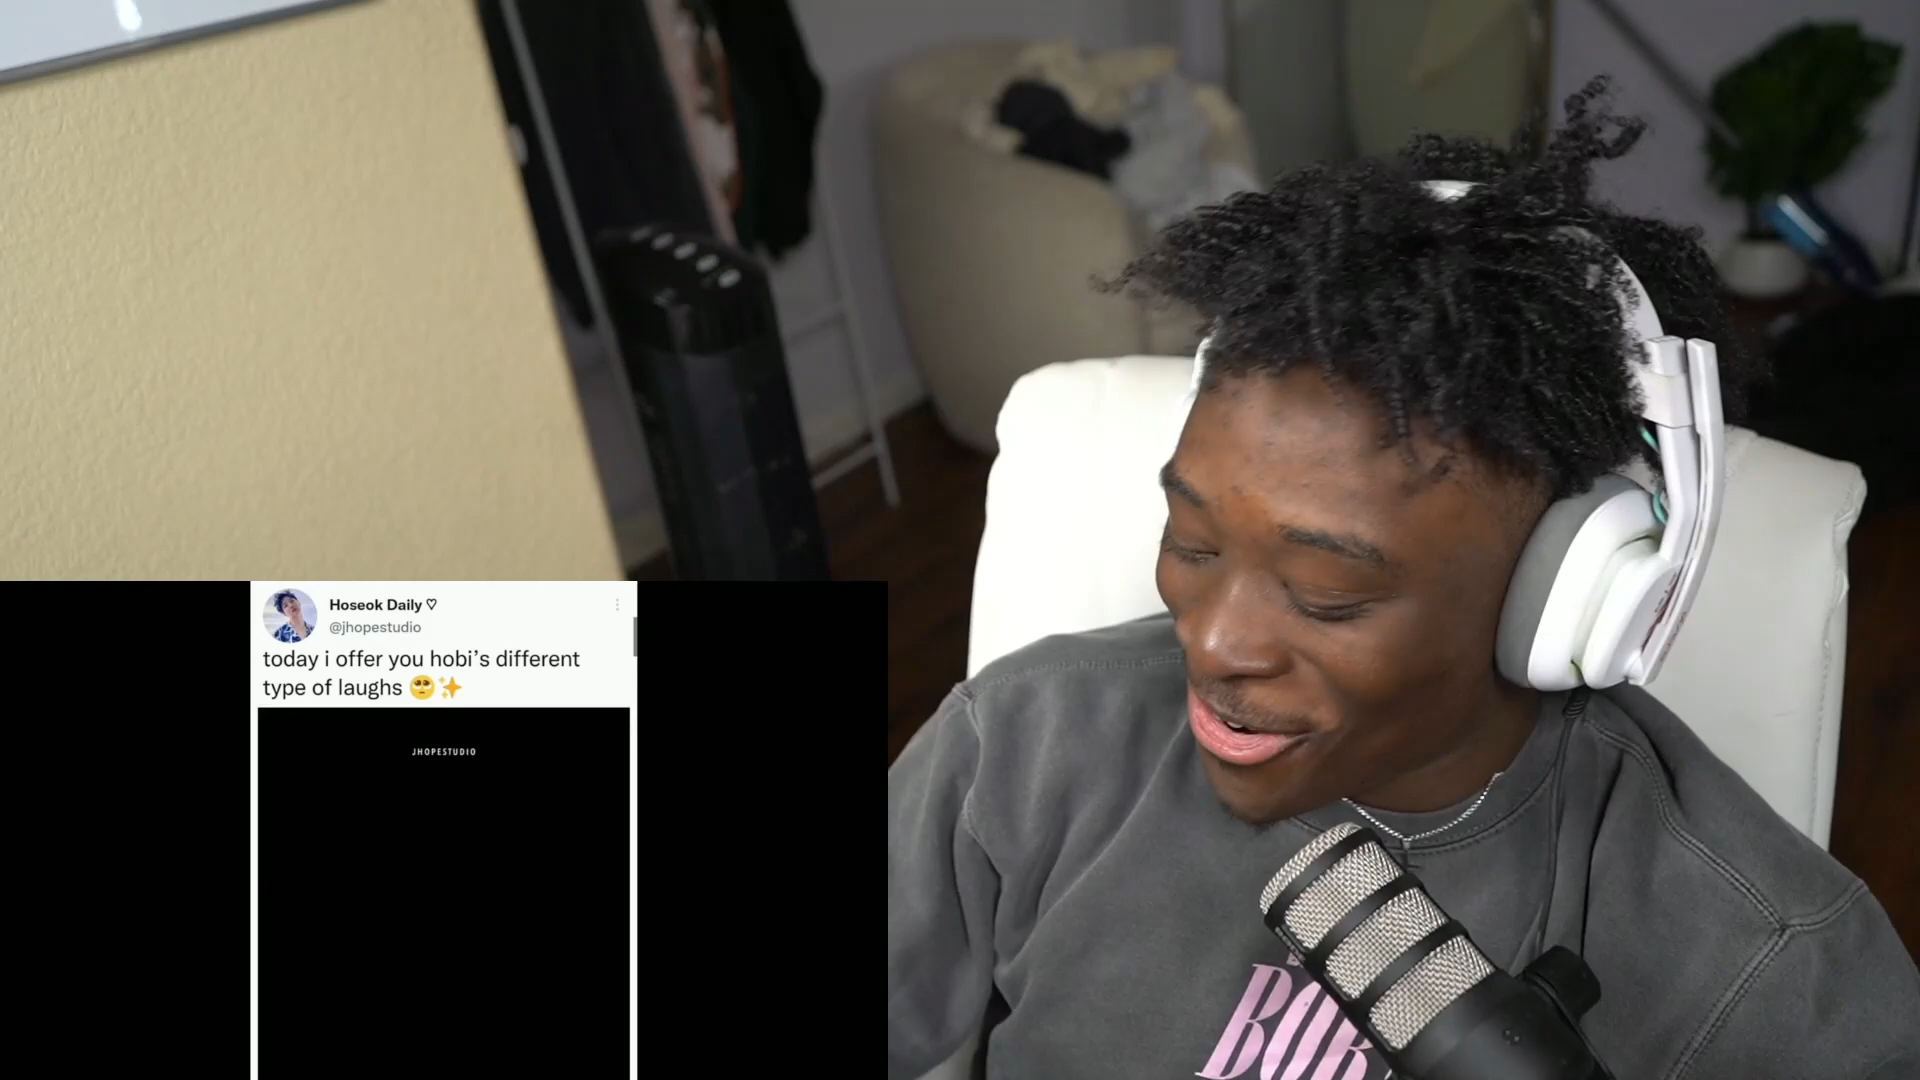 Hoseok Daily ♡
@jhopestudio
today i offer you hobi’s different
type of laughs 🥺✨
JHOPESTUDIO